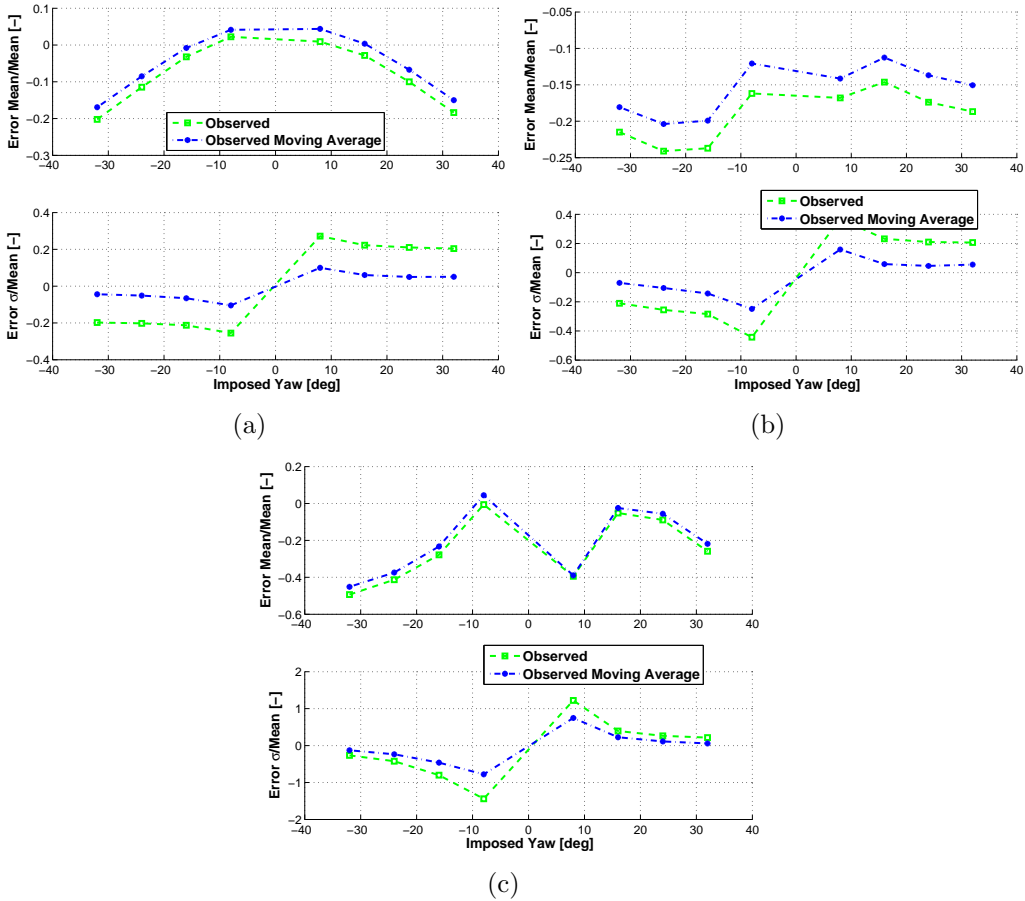 0.1
0
−0.1
−0.2
−0.3
Error Mean/Mean [−]
Observed
Observed Moving Average
−40 −30 −20 −10 0 10 20 30 40
0.4
0.2
0
−0.2
−0.4
Error σ/Mean [−]
−40 −30 −20 −10 0 10 20 30 40
Imposed Yaw [deg]
(a)
−0.05
−0.1
−0.15
−0.2
−0.25
Error Mean/Mean [−]
−40 −30 −20 −10 0 10 20 30 40
Observed
Observed Moving Average
0.4
0.2
0
−0.2
−0.4
−0.6
Error σ/Mean [−]
−40 −30 −20 −10 0 10 20 30 40
Imposed Yaw [deg]
(b)
0.2
0
−0.2
−0.4
−0.6
Error Mean/Mean [−]
−40 −30 −20 −10 0 10 20 30 40
Observed
Observed Moving Average
2
1
0
−1
−2
Error σ/Mean [−]
−40 −30 −20 −10 0 10 20 30 40
Imposed Yaw [deg]
(c)